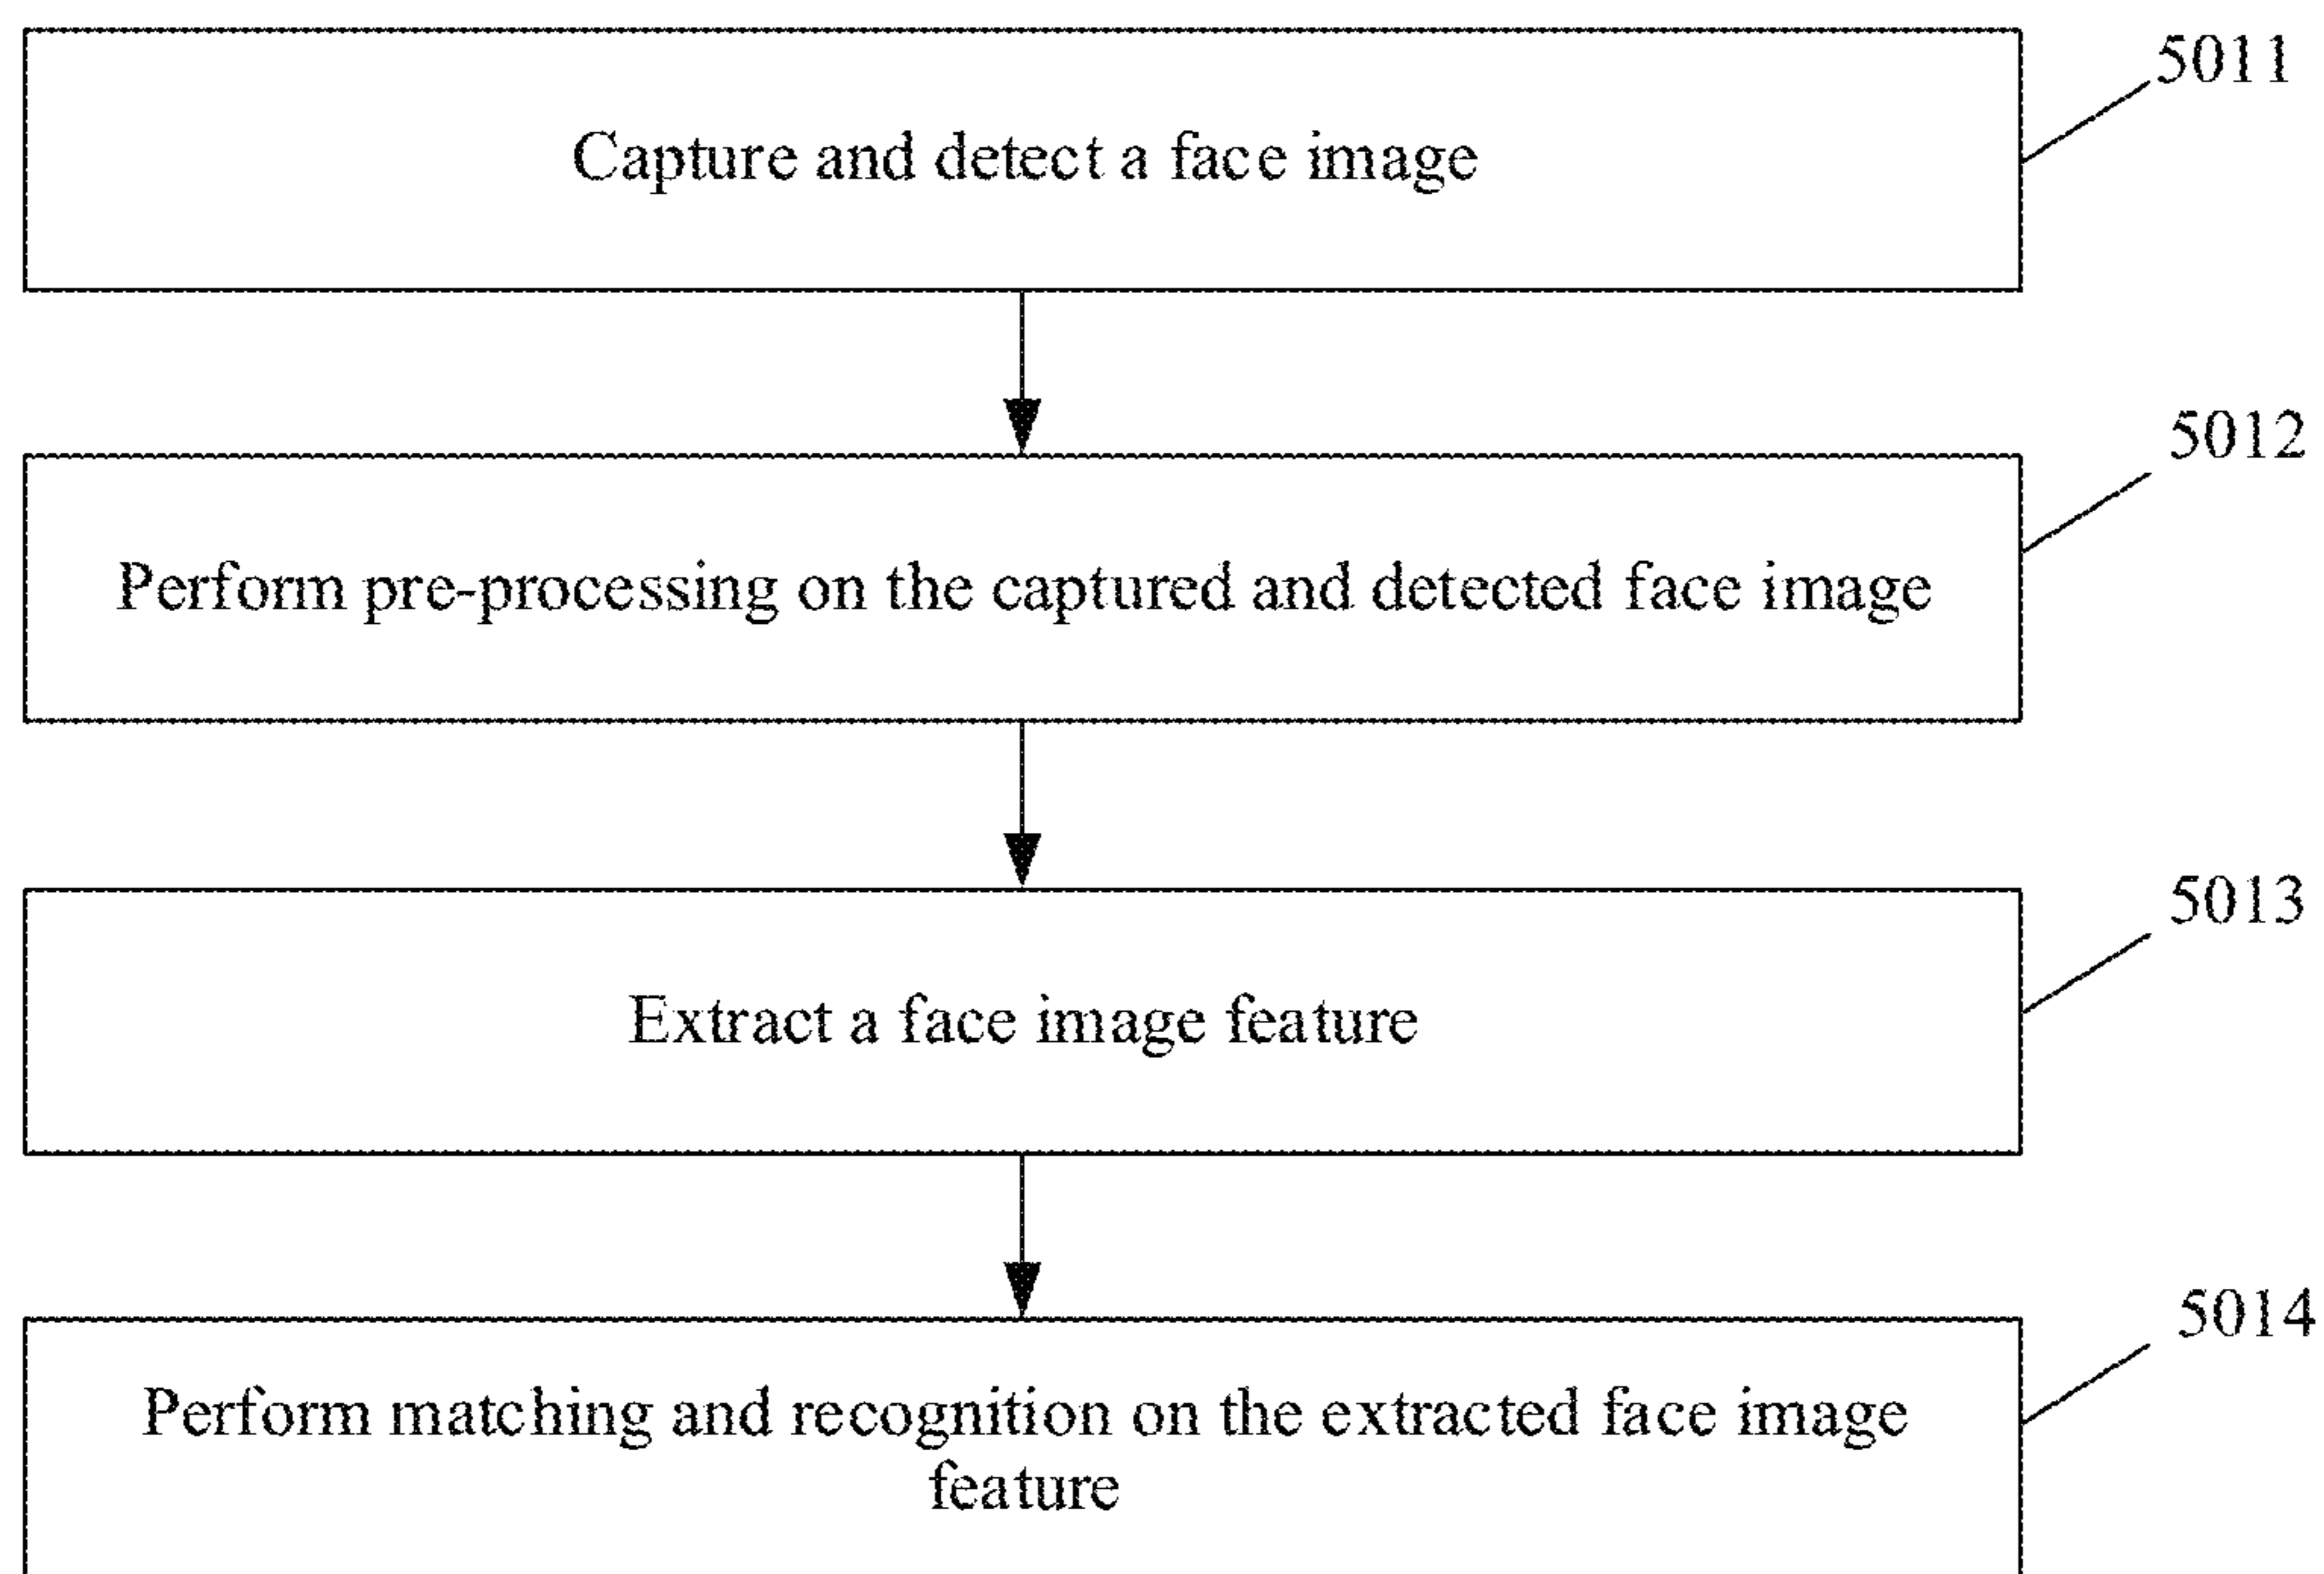 5011
Capture and detect a face image
5012
Perform pre-processing on the captured and detected face image
5013
Extract a face image feature
5014
Perform matching and recognition on the extracted face image
feature